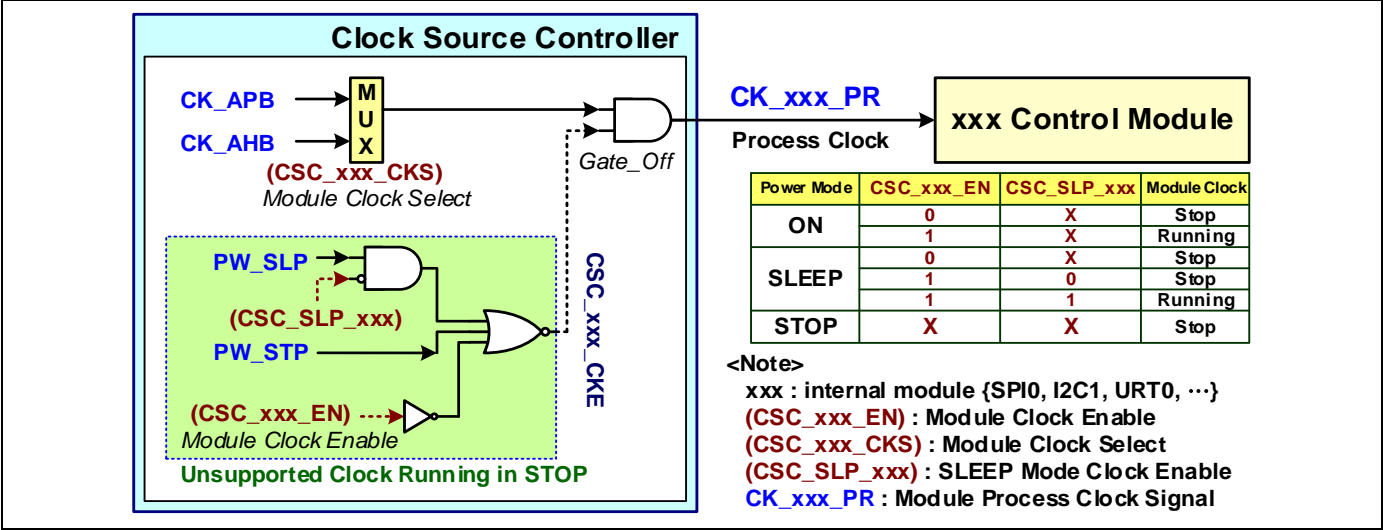 Clock Source Controller
CK_APB
CK_AHB
MUX
(CSC_xxx_CKS)
Module Clock Select
Gate_Off
PW_SLP
(CSC_SLP_xxx)
PW_STP
(CSC_xxx_EN)
Module Clock Enable
Unsupported Clock Running in STOP
CSC_xxx_CKE
CK_xxx_PR
Process Clock
xxx Control Module
Power Mode CSC_xxx_EN CSC_SLP_xxx Module Clock
ON 0 X Stop
1 X Running
SLEEP 0 X Stop
1 0 Stop
1 1 Running
STOP X X Stop
<Note>
xxx : internal module {SPI0, I2C1, URT0, ⋯}
(CSC_xxx_EN) : Module Clock Enable
(CSC_xxx_CKS) : Module Clock Select
(CSC_SLP_xxx) : SLEEP Mode Clock Enable
CK_xxx_PR : Module Process Clock Signal